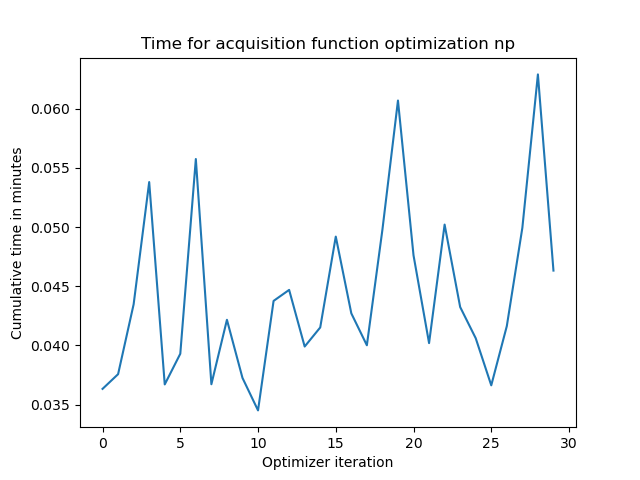 Time for acquisition function optimization np
Cumulative time in minutes
0.060
0.055
0.050
0.045
0.040
0.035
0 5 10 15 20 25 30
Optimizer iteration